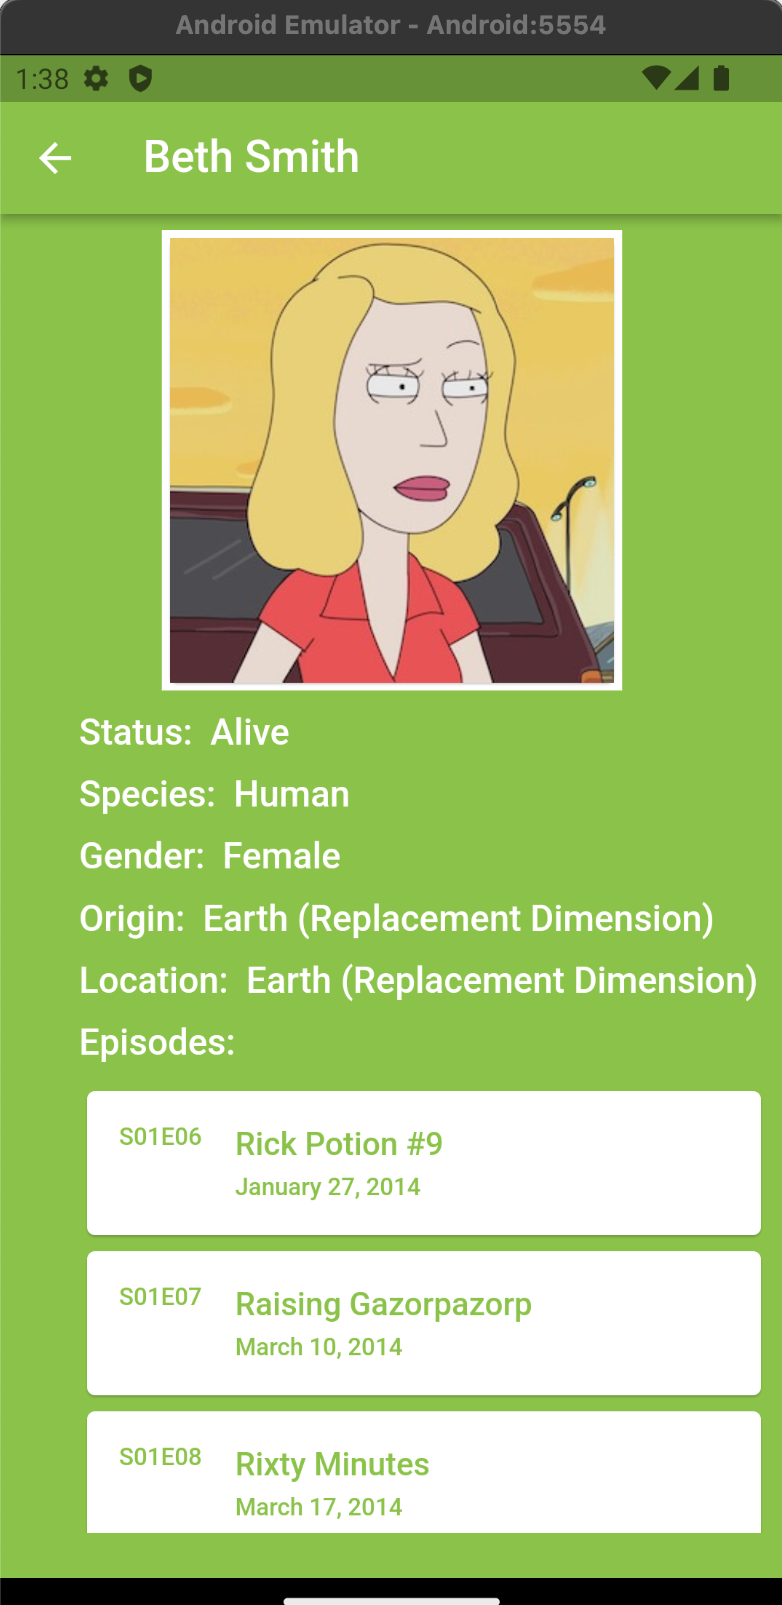 Android Emulator - Android:5554
1:38
Beth Smith
Status: Alive
Species: Human
Gender: Female
Origin: Earth (Replacement Dimension)
Location: Earth (Replacement Dimension)
Episodes:
S01E06 Rick Potion #9
January 27, 2014
S01E07 Raising Gazorpazorp
March 10, 2014
S01E08 Rixty Minutes
March 17, 2014